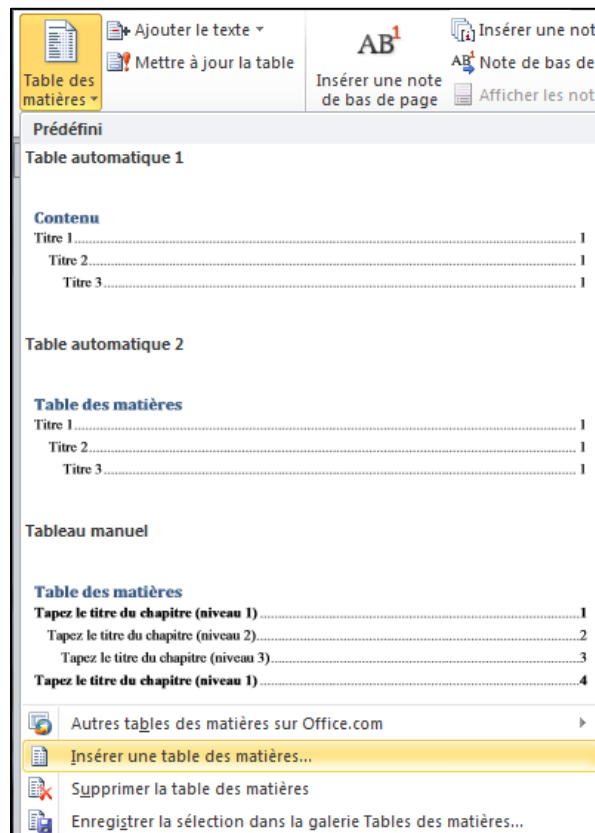 Ajouter le texte
Mettre à jour la table
Table des
matières
AB1
Insérer une note
de bas de page
[i] Insérer une not
AB Note de bas de
Afficher les not
Prédéfini
Table automatique 1
Contenu
Titre 1 1
Titre 2 1
Titre 3 1
Table automatique 2
Table des matières
Titre 1 1
Titre 2 1
Titre 3 1
Tableau manuel
Table des matières
Tapez le titre du chapitre (niveau 1) 1
Tapez le titre du chapitre (niveau 2) 2
Tapez le titre du chapitre (niveau 3) 3
Tapez le titre du chapitre (niveau 1) 4
Autres tables des matières sur Office.com
Insérer une table des matières...
Supprimer la table des matières
Enregistrer la sélection dans la galerie Tables des matières...